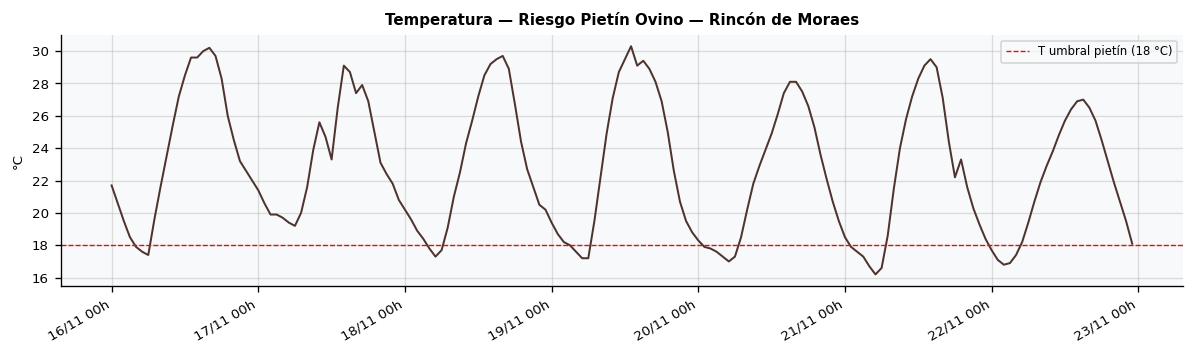 Temperatura — Riesgo Pietín Ovino — Rincón de Moraes
T umbral pietín (18 °C)
°C
30
28
26
24
22
20
18
16
16/11 00h
17/11 00h
18/11 00h
19/11 00h
20/11 00h
21/11 00h
22/11 00h
23/11 00h